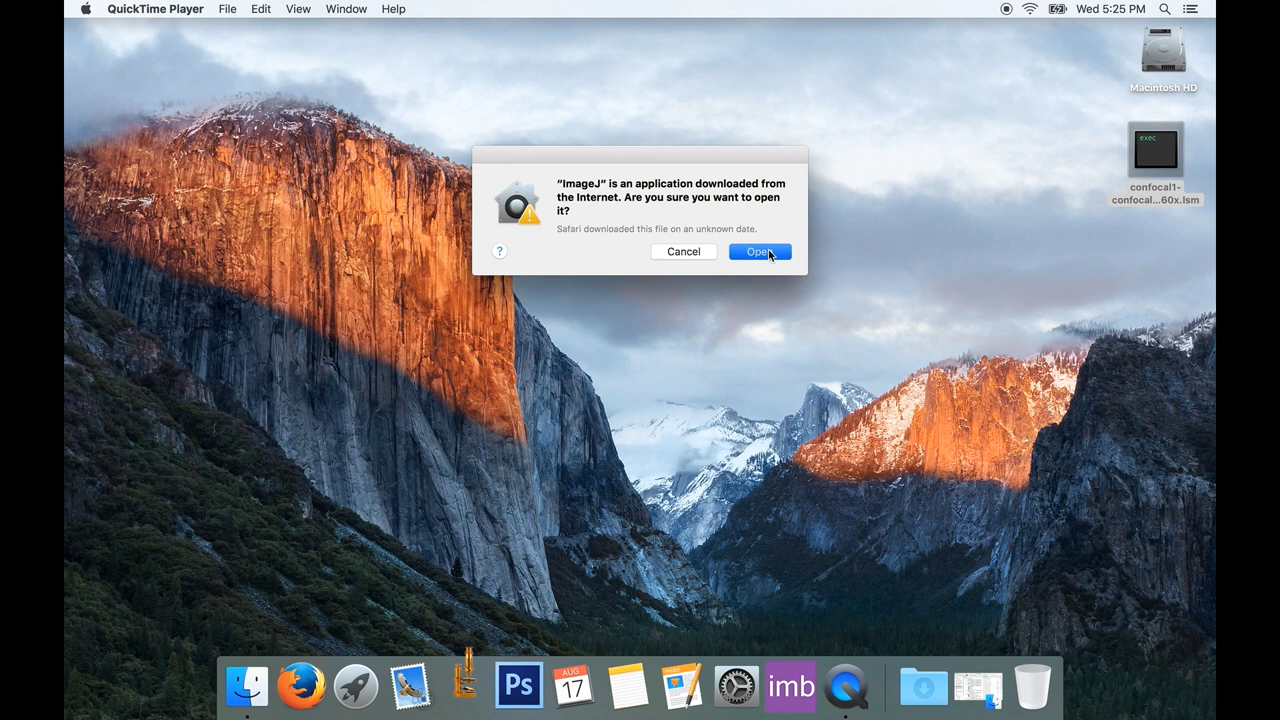 QuickTime Player File Edit View Window Help Wed 5:25 PM
Macintosh HD
exec
confocal1-
confocal...60x.lsm
“ImageJ” is an application downloaded from
the Internet. Are you sure you want to open
it?
Safari downloaded this file on an unknown date.
? Cancel Open
Ps AUG
17 imb